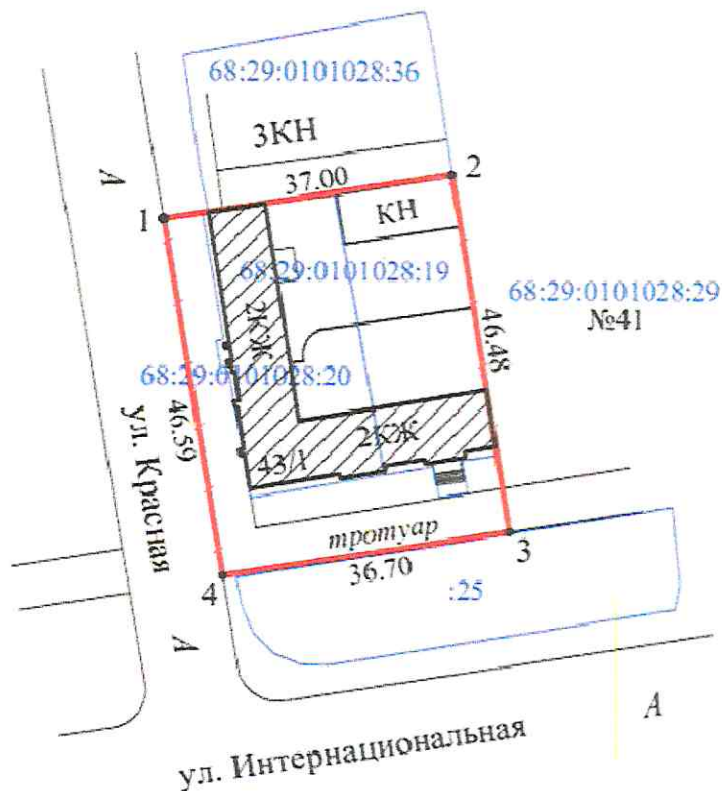 68:29:0101028:36
3КН
37.00
2
А
1
КН
68:29:0101028:19
68:29:0101028:29
№41
46.48
2КЖ
68:29:0101028:20
46.59
ул. Красная
2КЖ
43/1
тротуар
3
36.70
4
:25
А
А
ул. Интернациональная